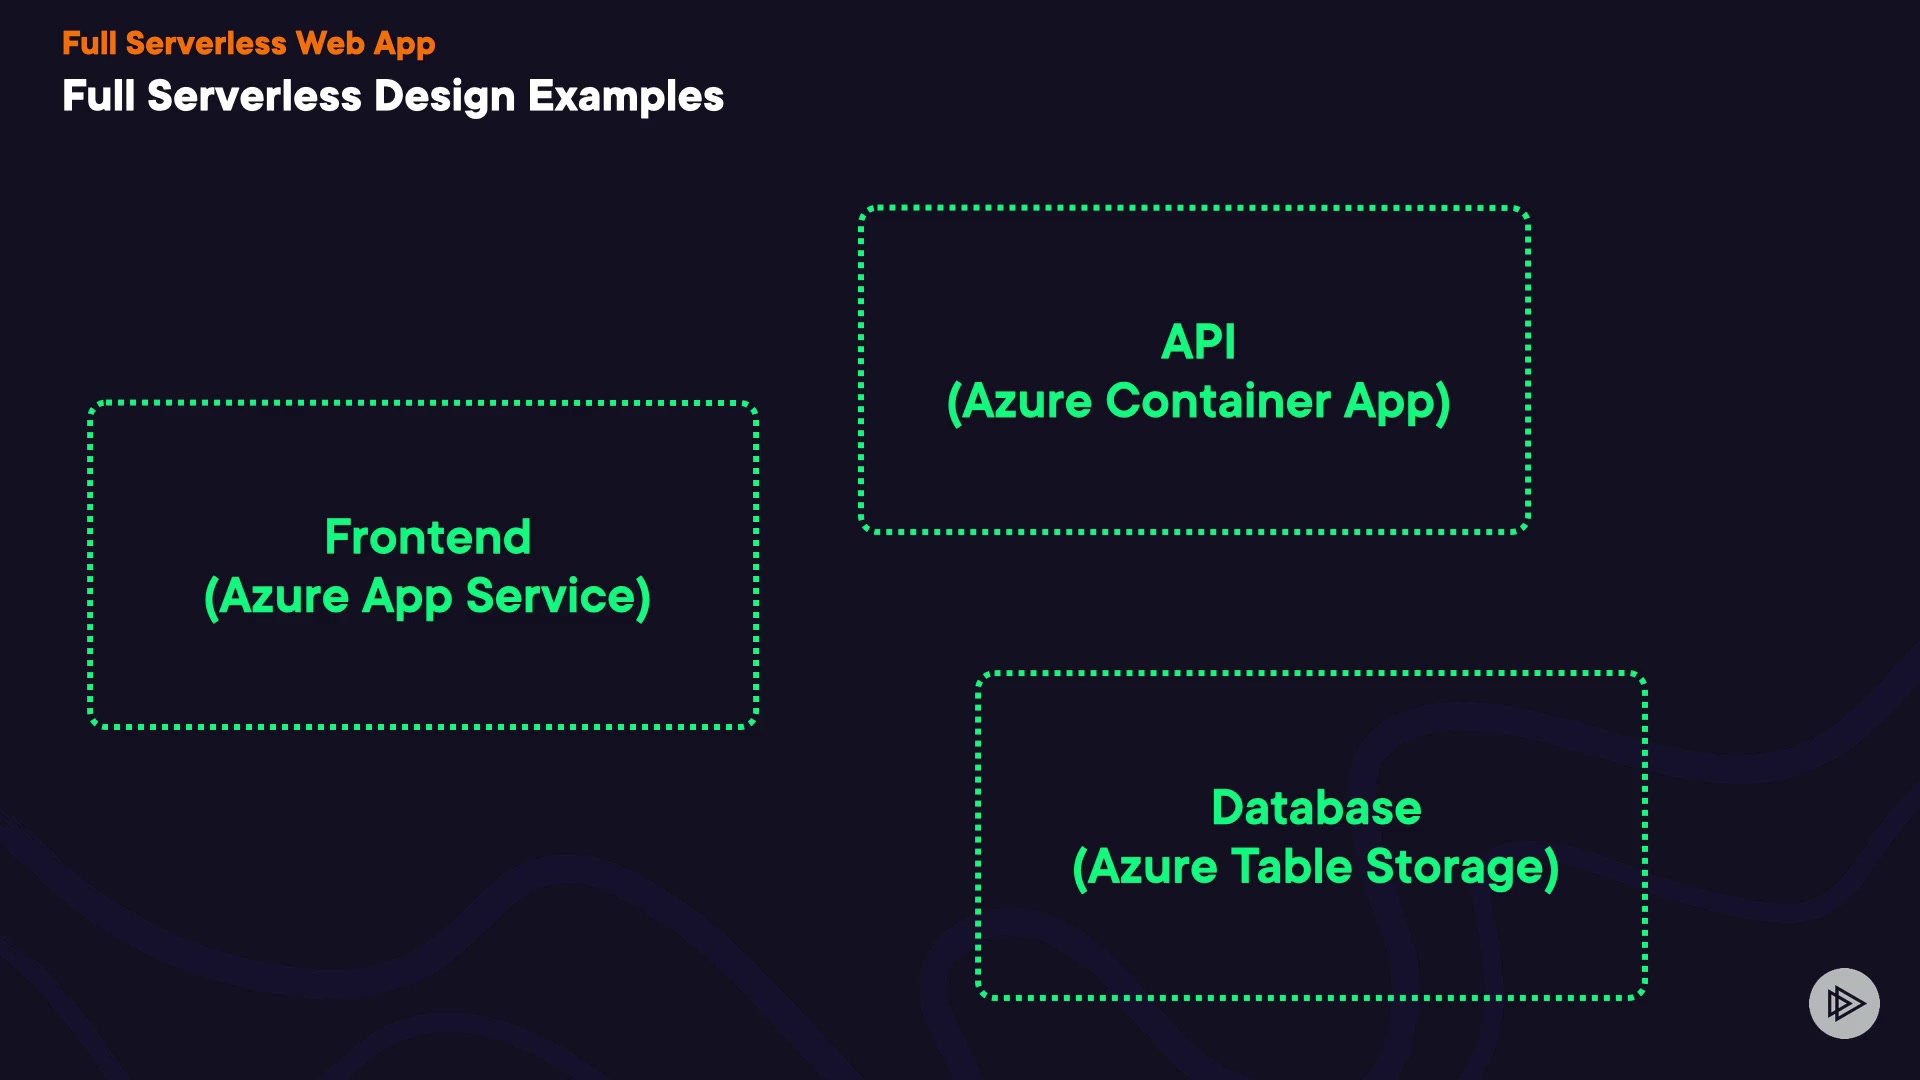 Full Serverless Web App
Full Serverless Design Examples
API
(Azure Container App)
Frontend
(Azure App Service)
Database
(Azure Table Storage)